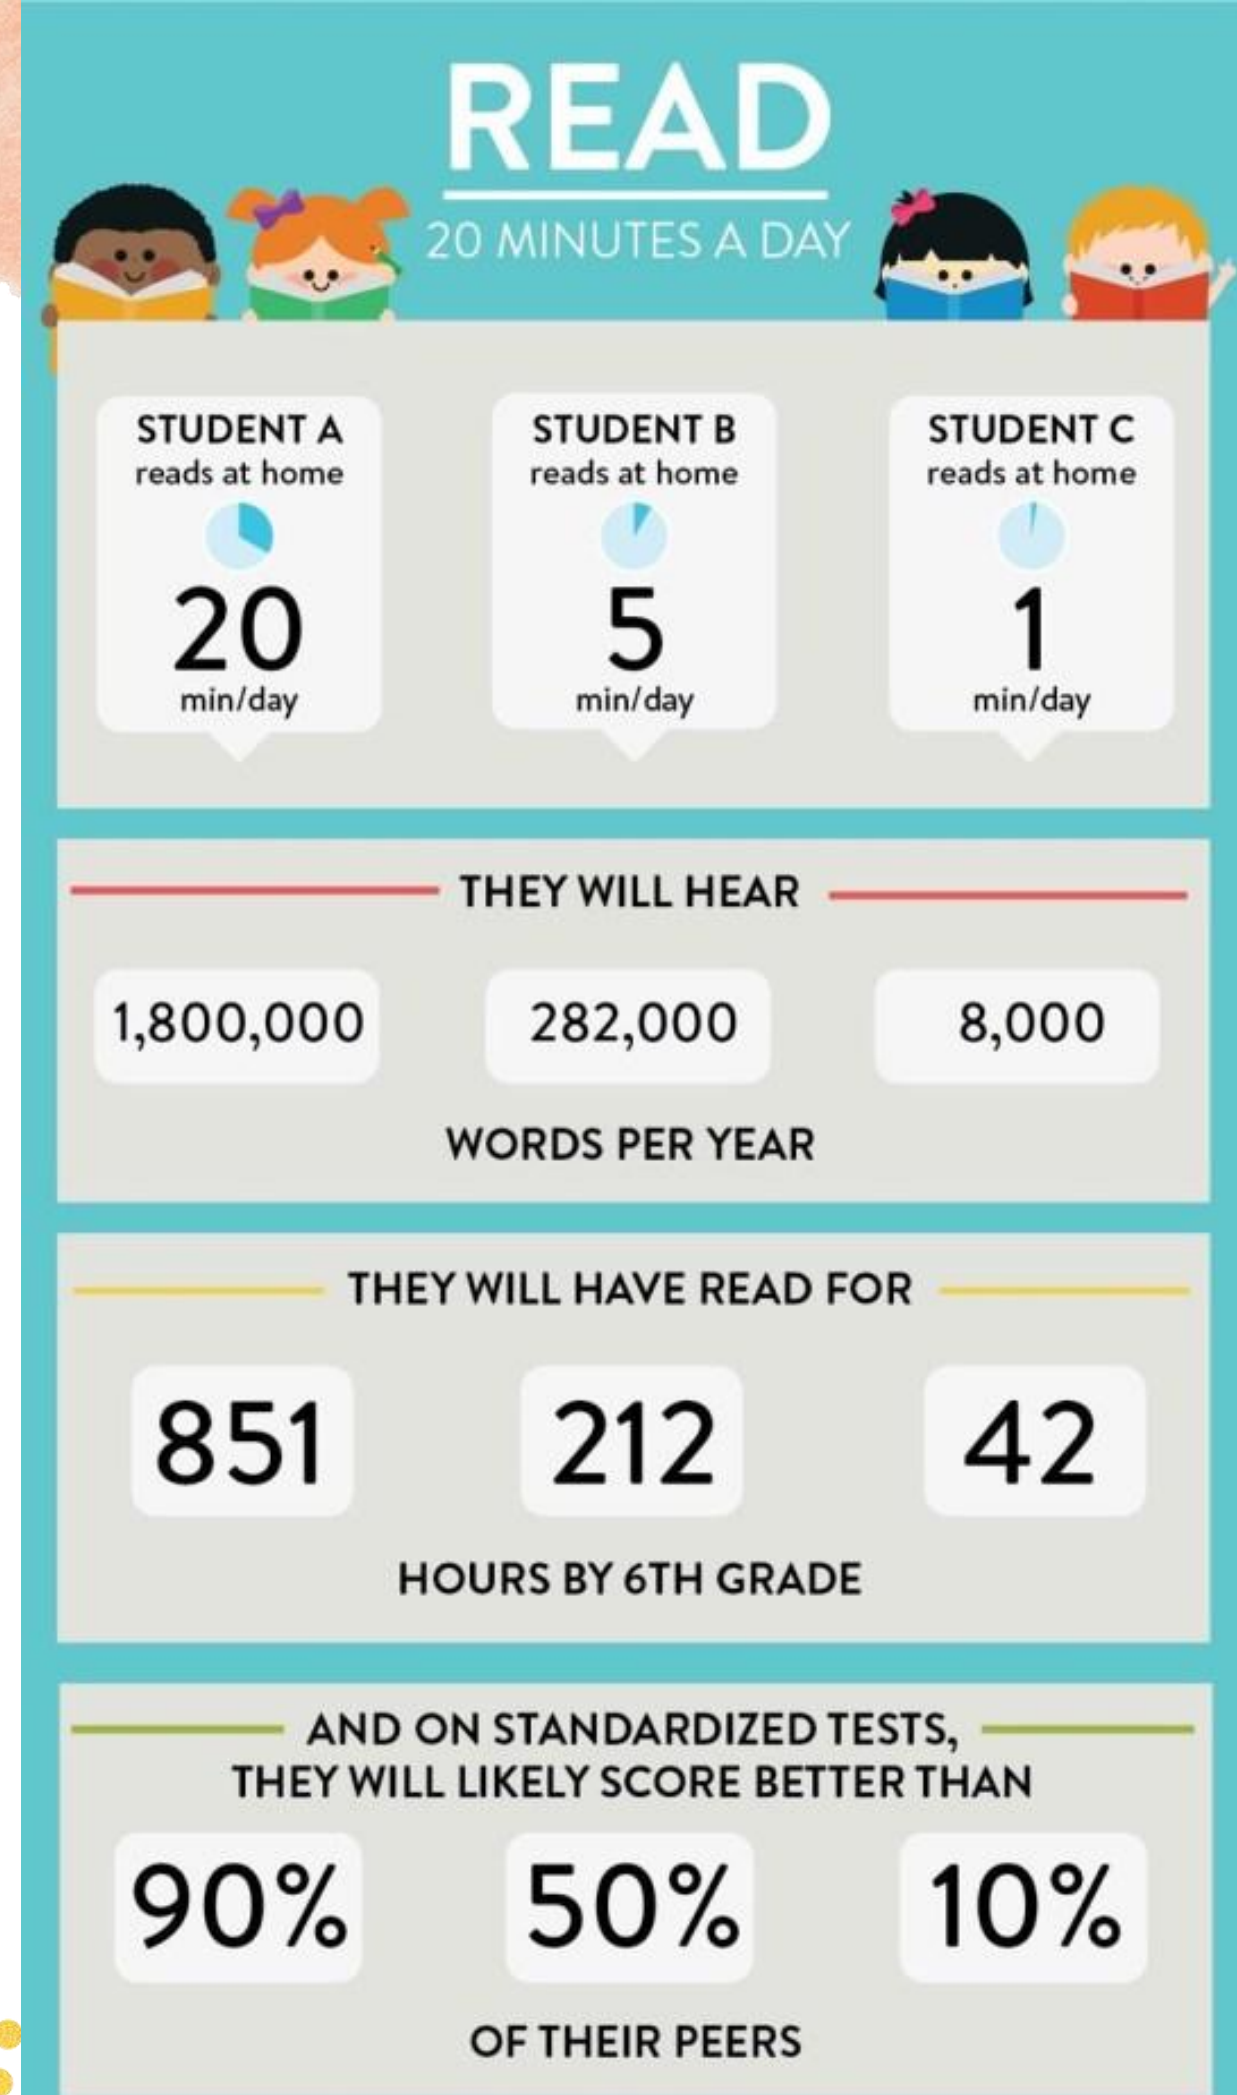 READ
20 MINUTES A DAY
STUDENT A
reads at home
20
min/day
STUDENT B
reads at home
5
min/day
STUDENT C
reads at home
1
min/day
THEY WILL HEAR
1,800,000
282,000
8,000
WORDS PER YEAR
THEY WILL HAVE READ FOR
851
212
42
HOURS BY 6TH GRADE
AND ON STANDARDIZED TESTS,
THEY WILL LIKELY SCORE BETTER THAN
90%
50%
10%
OF THEIR PEERS